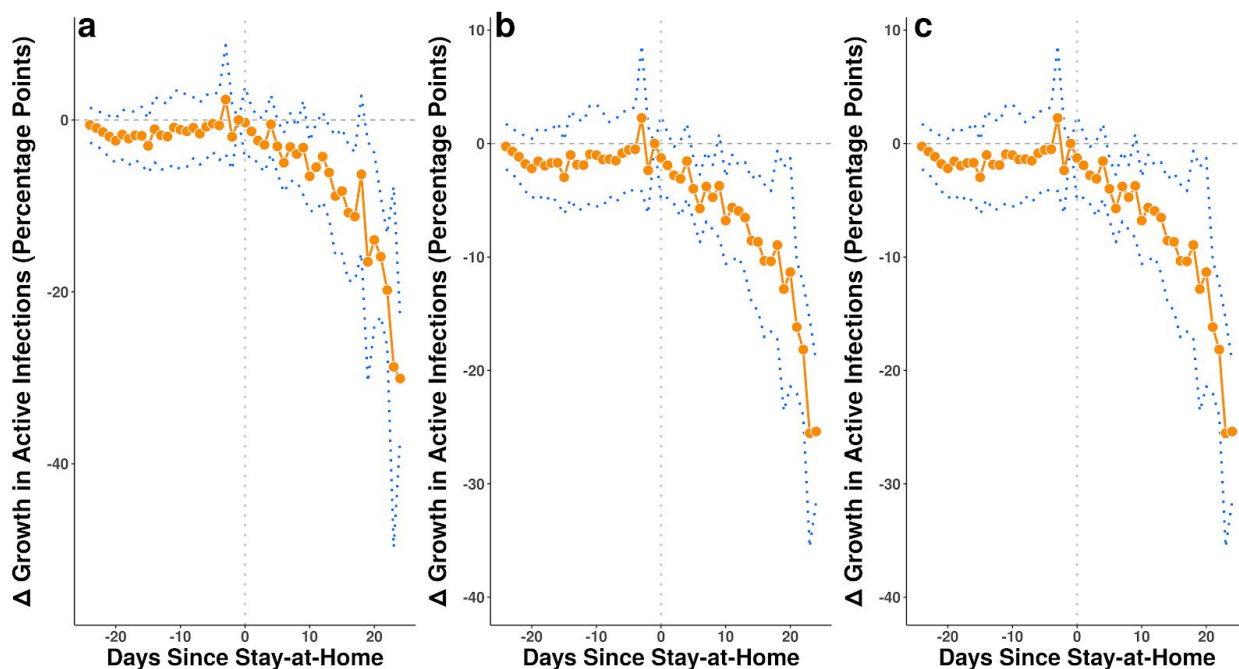 a
Δ Growth in Active Infections (Percentage Points)
0
-20
-40
-20 -10 0 10 20
Days Since Stay-at-Home
b
Δ Growth in Active Infections (Percentage Points)
10
0
-10
-20
-30
-40
-20 -10 0 10 20
Days Since Stay-at-Home
c
Δ Growth in Active Infections (Percentage Points)
10
0
-10
-20
-30
-40
-20 -10 0 10 20
Days Since Stay-at-Home